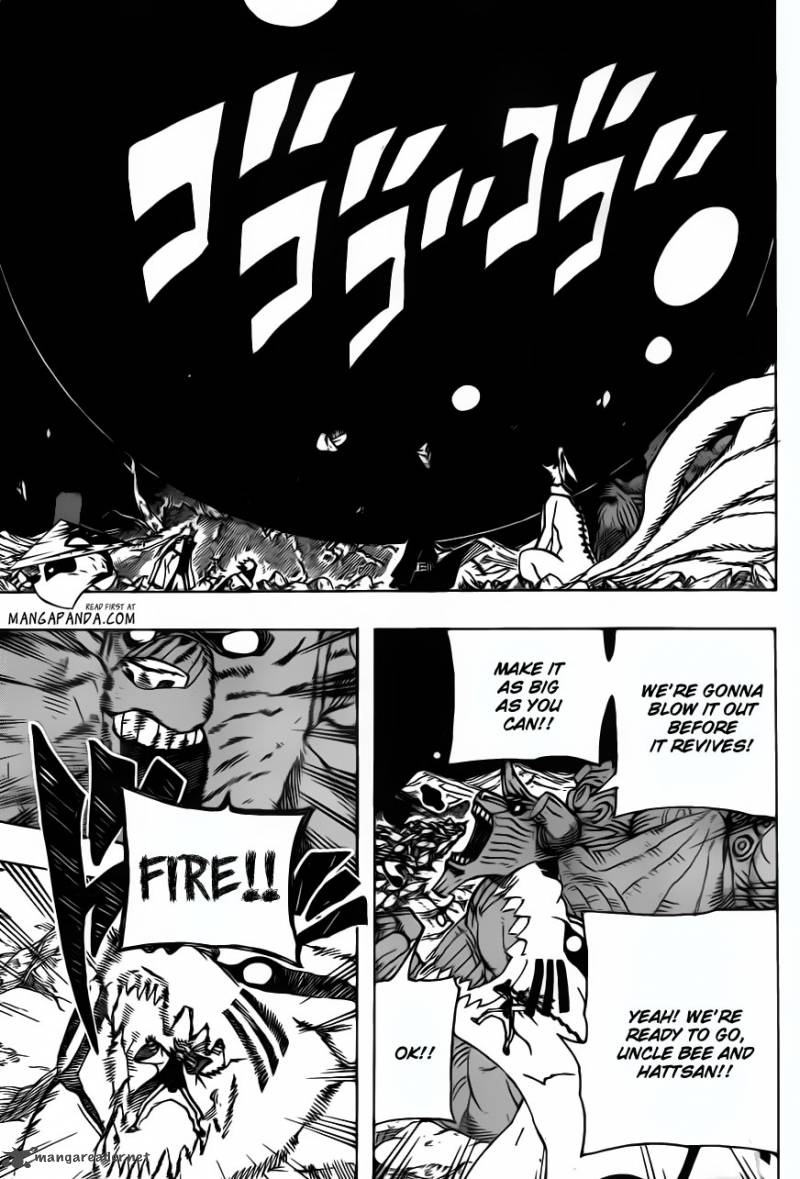 ゴゴゴゴゴ
READ FIRST AT
MANGAPANDA.COM
WE'RE GONNA
BLOW IT OUT
BEFORE
IT REVIVES!
MAKE IT
AS BIG
AS YOU
CAN!!
YEAH! WE'RE
READY TO GO,
UNCLE BEE AND
HATTSAN!!
OK!!
FIRE!!
mangareader.net